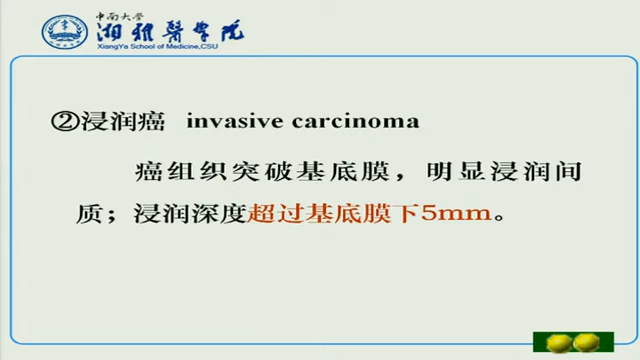 中南大学
湘雅醫学院
XiangYa School of Medicine,CSU
②浸润癌 invasive carcinoma
癌组织突破基底膜，明显浸润间
质；浸润深度超过基底膜下5mm。